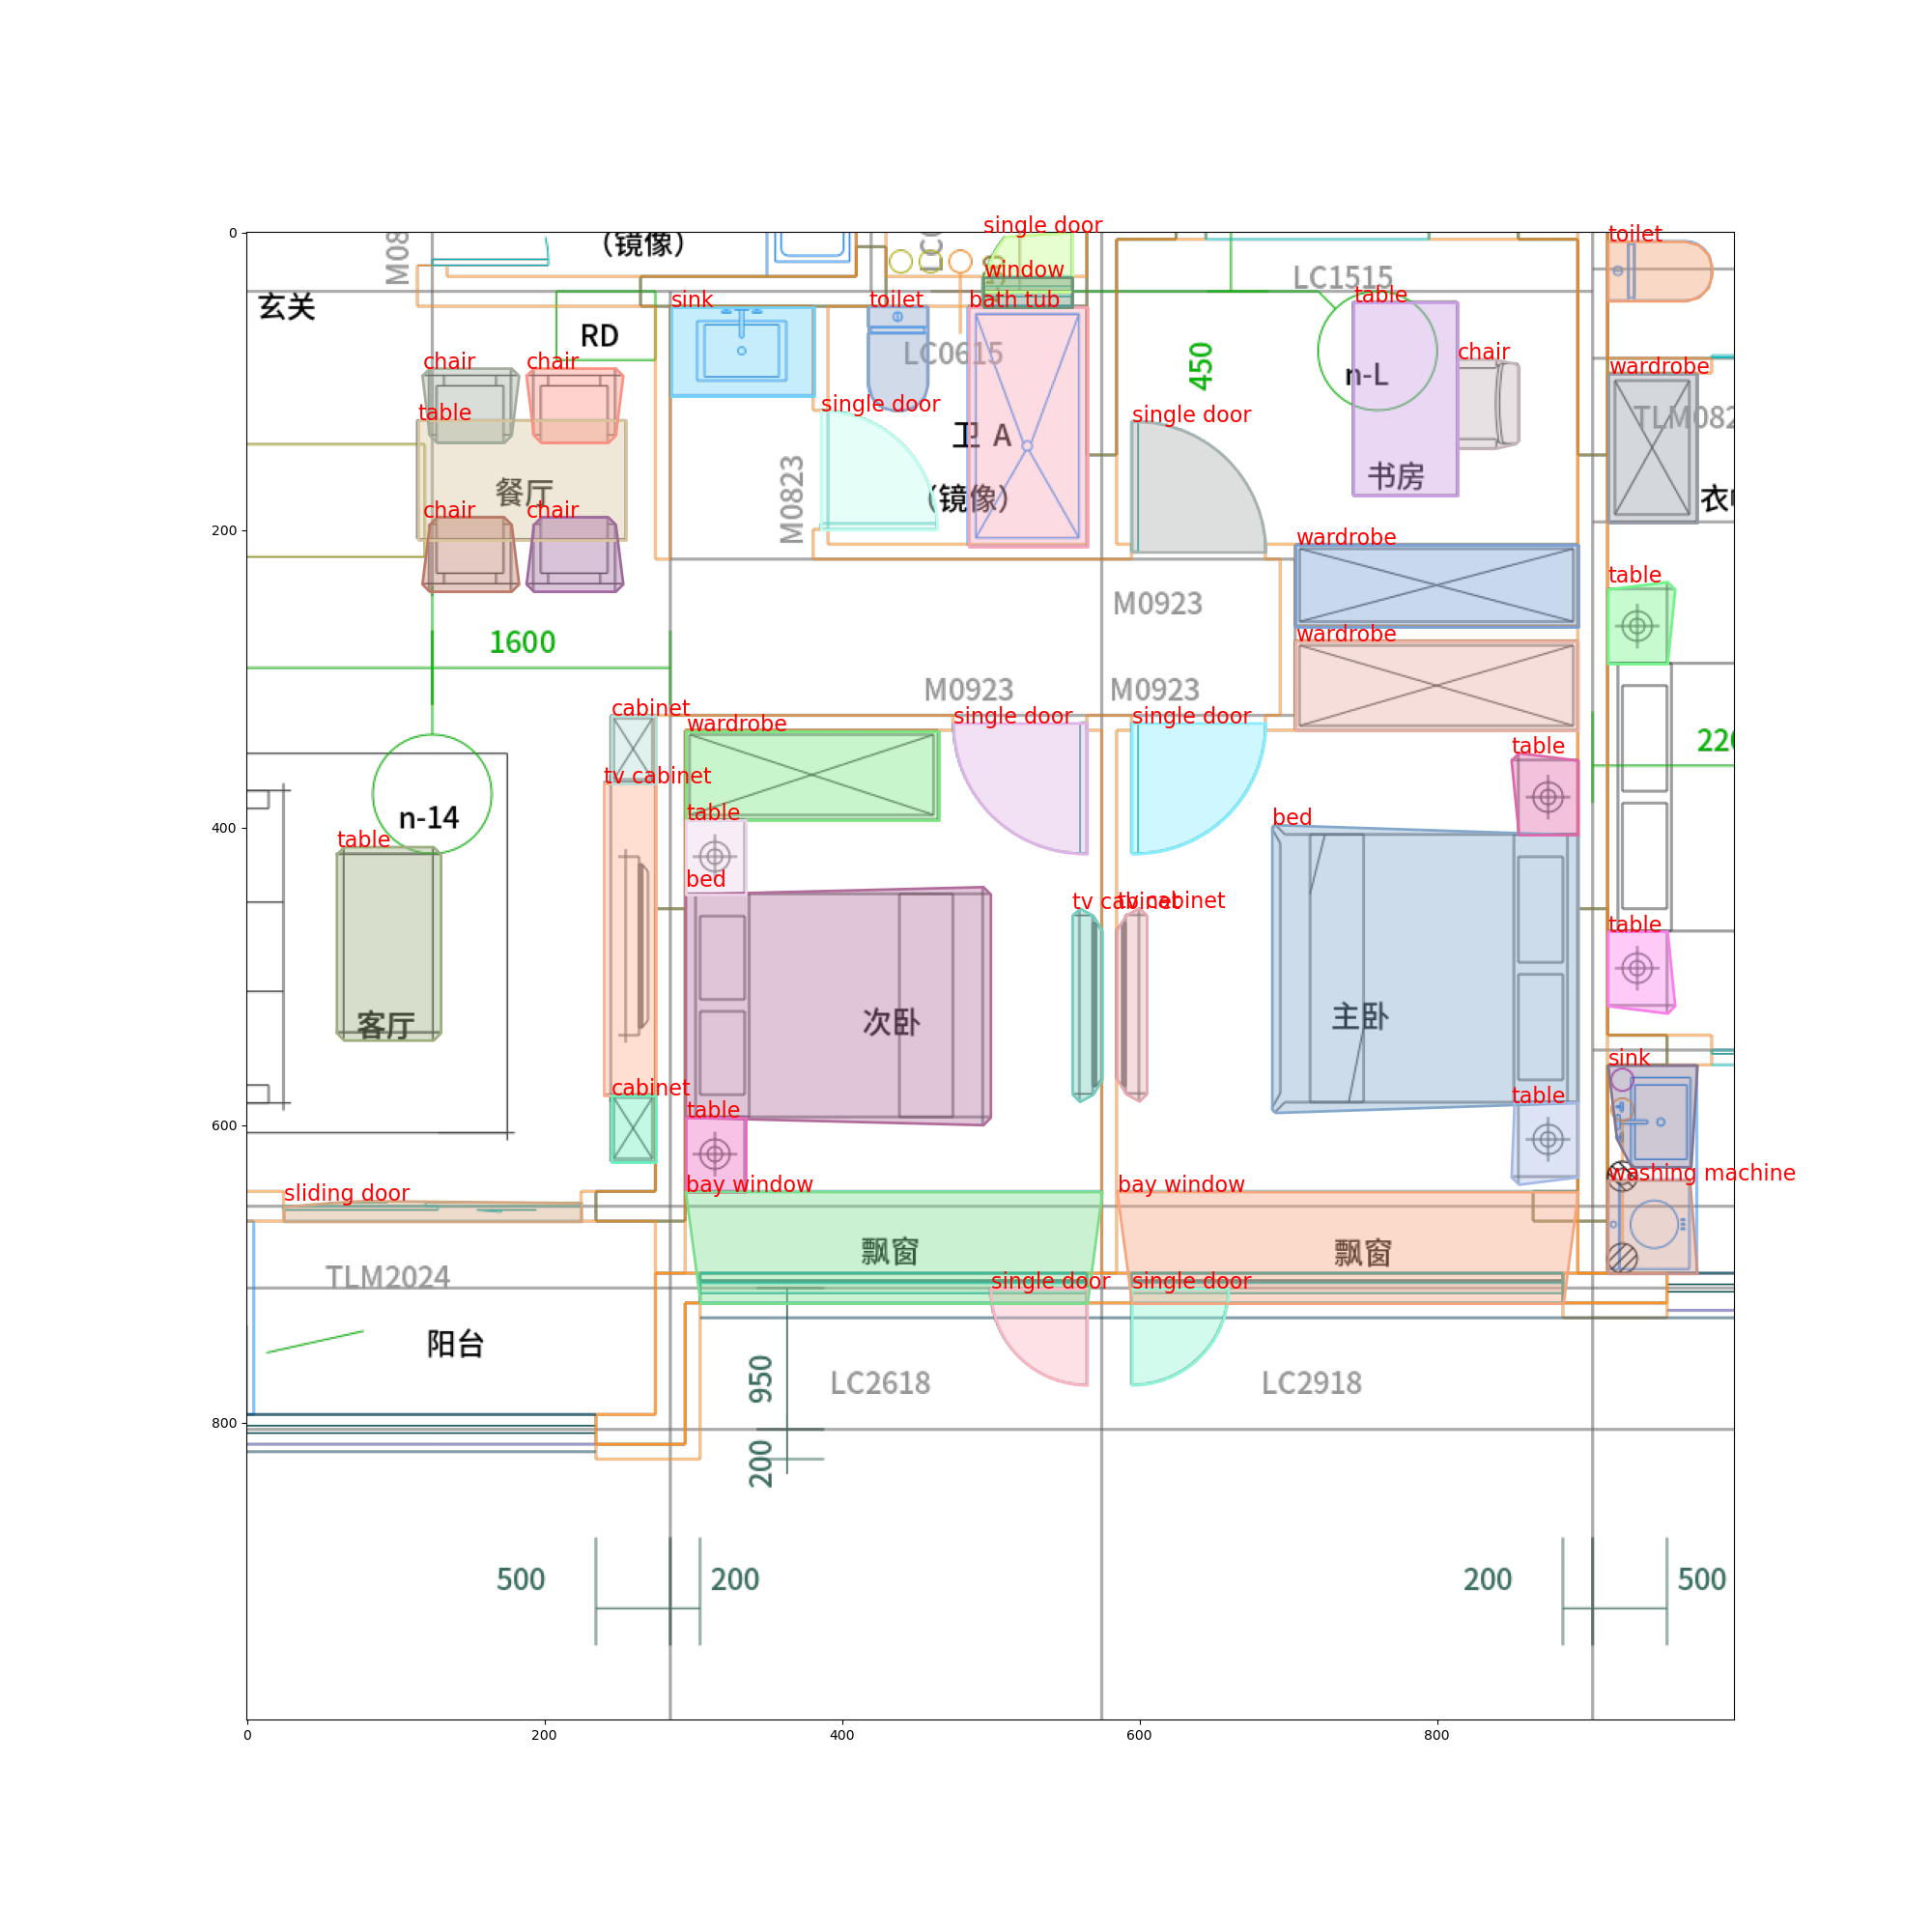 single door
0
M08
(镜像)
LC0
toilet
window
LC1515
玄关
sink
toilet
bath tub
table
RD
LC0615
450
chair
chair
chair
n-L
wardrobe
table
single door
single door
TLM082
卫 A
餐厅
M0823
(镜像)
书房
衣
chair
chair
200
wardrobe
table
M0923
1600
wardrobe
M0923
M0923
cabinet
wardrobe
single door
single door
220
table
tv cabinet
table
n-14
bed
400
table
bed
tv cabinet
tv cabinet
table
客厅
次卧
主卧
sink
cabinet
table
table
600
washing machine
sliding door
bay window
bay window
飘窗
飘窗
TLM2024
single door
single door
阳台
950
LC2618
LC2918
800
200
500
200
200
500
0
200
400
600
800